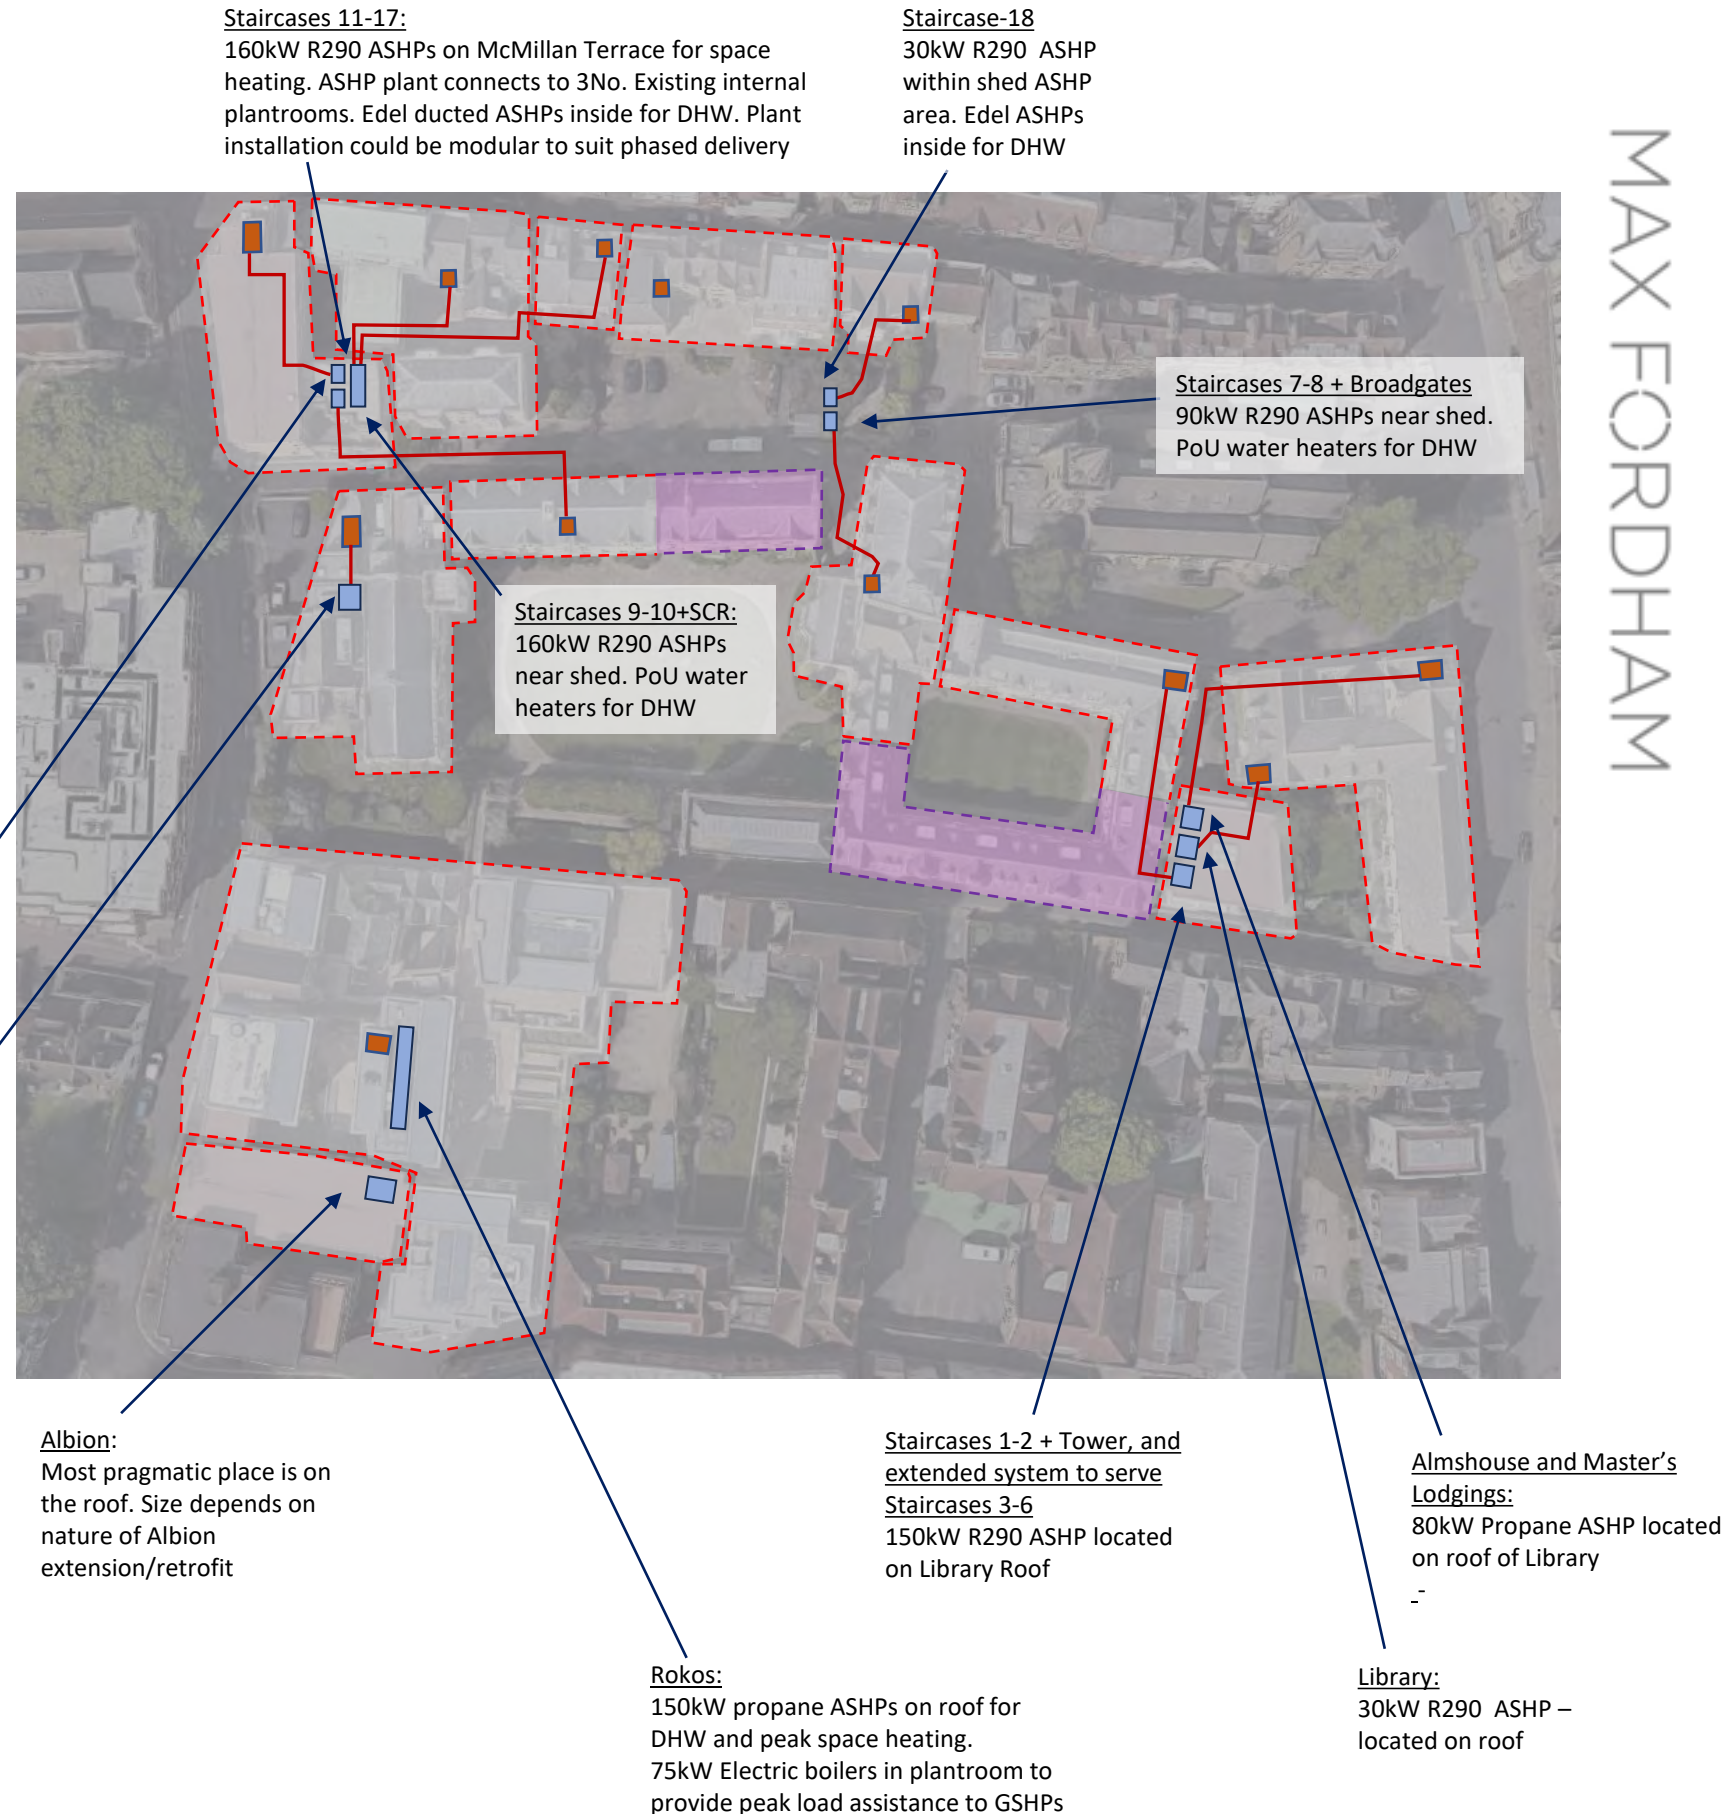 Staircases 11-17:
160kW R290 ASHPs on McMillan Terrace for space
heating. ASHP plant connects to 3No. Existing internal
plantrooms. Edel ducted ASHPs inside for DHW. Plant
installation could be modular to suit phased delivery
Staircase-18
30kW R290 ASHP
within shed ASHP
area. Edel ASHPs
inside for DHW
MAX FORDHAM
Staircases 7-8 + Broadgates
90kW R290 ASHPs near shed.
PoU water heaters for DHW
Staircases 9-10+SCR:
160kW R290 ASHPs
near shed. PoU water
heaters for DHW
Albion:
Most pragmatic place is on
the roof. Size depends on
nature of Albion
extension/retrofit
Staircases 1-2 + Tower, and
extended system to serve
Staircases 3-6
150kW R290 ASHP located
on Library Roof
Almshouse and Master’s
Lodgings:
80kW Propane ASHP located
on roof of Library
-
Rokos:
150kW propane ASHPs on roof for
DHW and peak space heating.
75kW Electric boilers in plantroom to
provide peak load assistance to GSHPs
Library:
30kW R290 ASHP –
located on roof